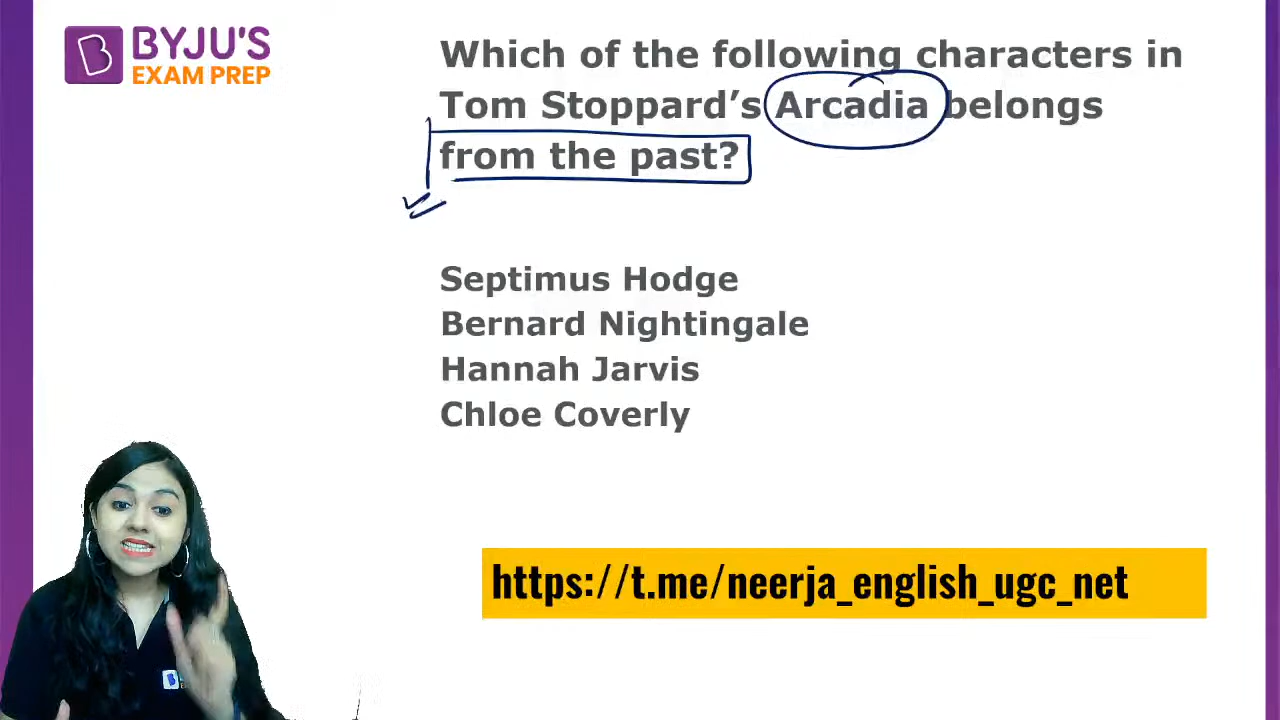 BYJU'S
EXAM PREP
Which of the following characters in
Tom Stoppard’s Arcadia belongs
from the past?
Septimus Hodge
Bernard Nightingale
Hannah Jarvis
Chloe Coverly
https://t.me/neerja_english_ugc_net